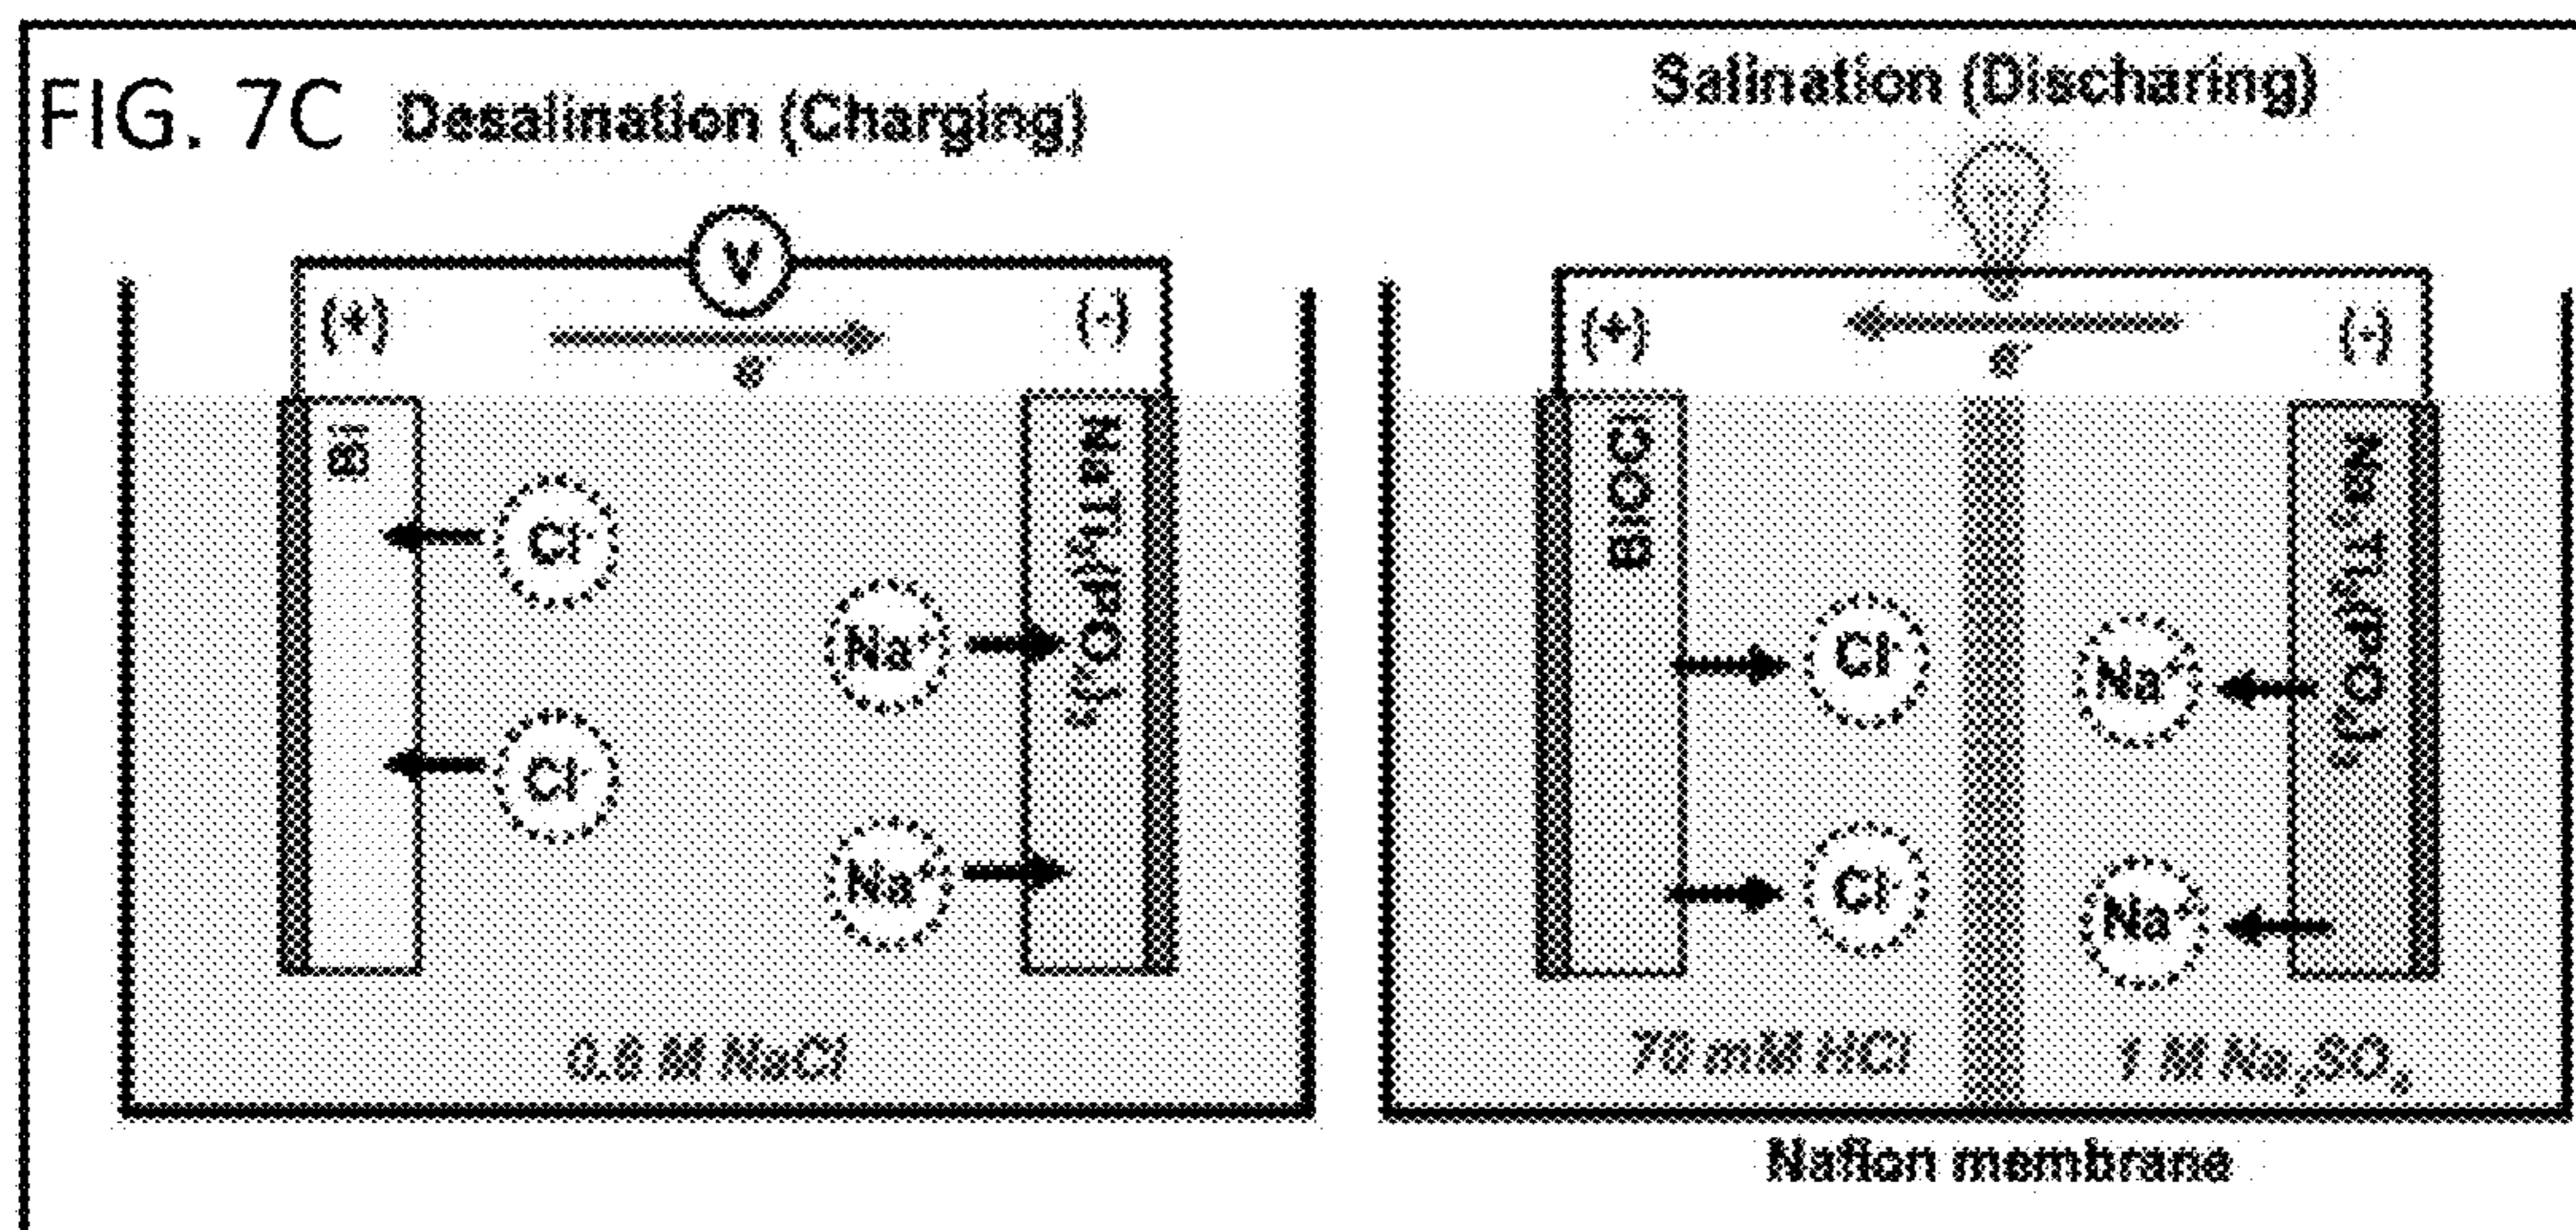 FIG. 7C
Desalination (Charging)
V
(+)
(-)
e-
Bi
NaTi₂(PO₄)₃
Cl-
Na+
Cl-
Na+
0.6 M NaCl
Salination (Discharing)
(+)
(-)
e-
BiOCl
Na₃Ti₂(PO₄)₃
Cl-
Na+
Cl-
Na+
70 mM HCl
1 M Na₂SO₄
Nafion membrane